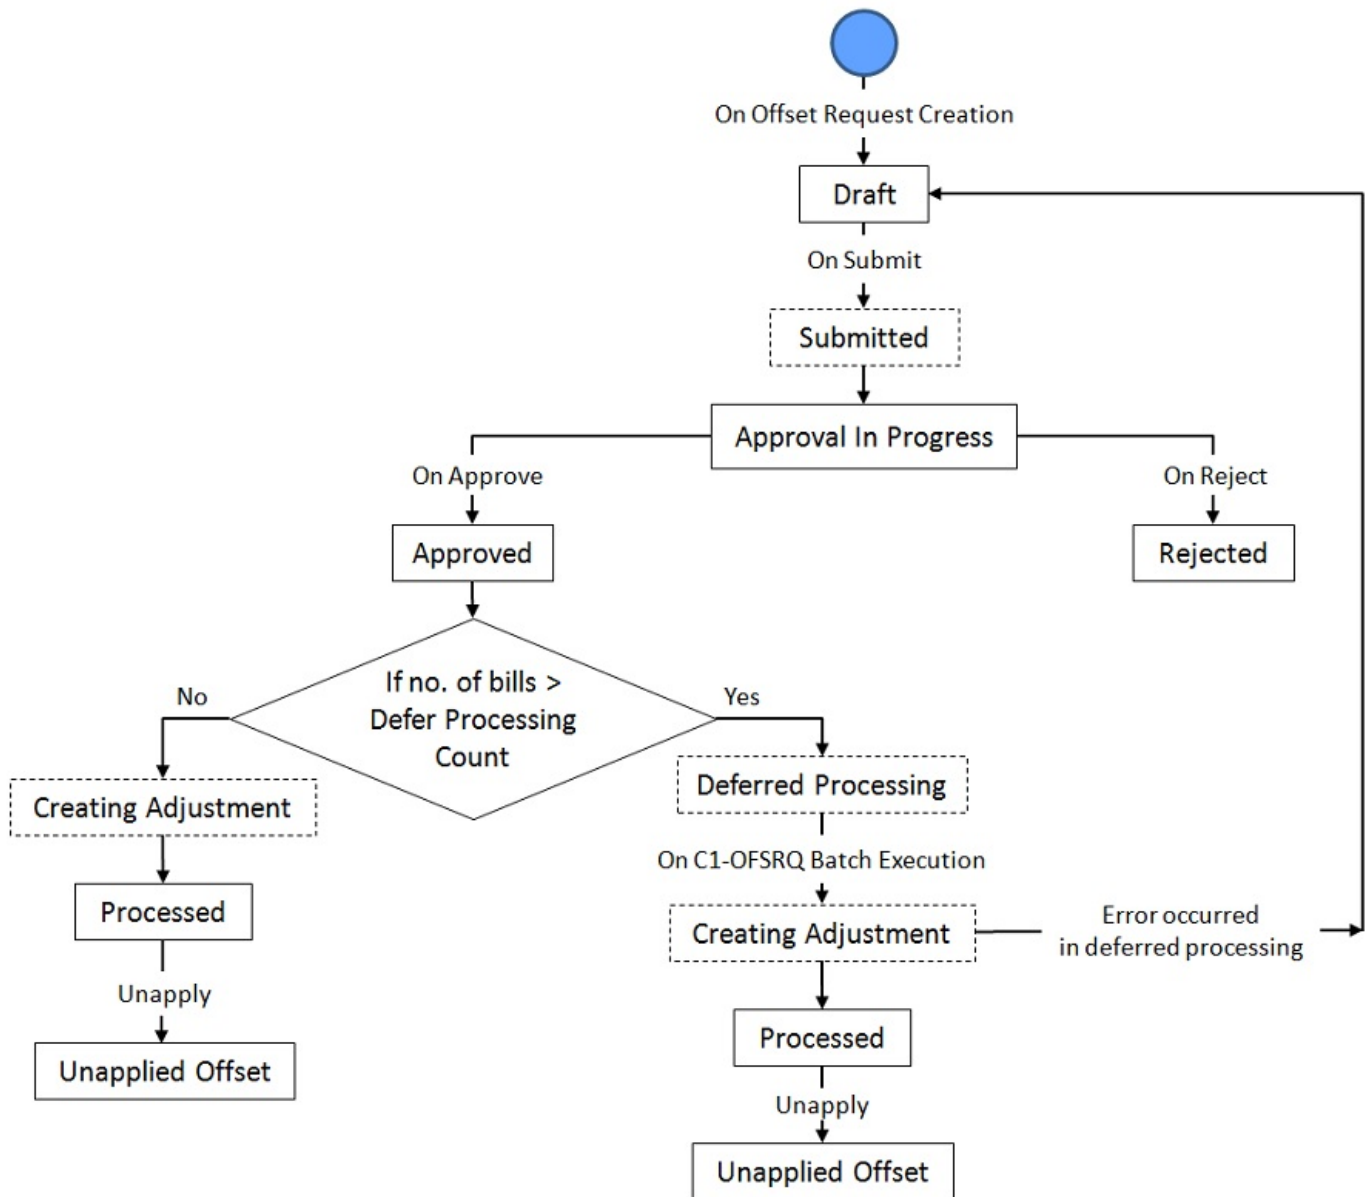 On Offset Request Creation
Draft
On Submit
Submitted
Approval In Progress
On Approve
On Reject
Approved
Rejected
If no. of bills >
Defer Processing
Count
No
Yes
Creating Adjustment
Deferred Processing
Processed
On C1-OFSRQ Batch Execution
Creating Adjustment
Error occurred
in deferred processing
Unapply
Processed
Unapplied Offset
Unapply
Unapplied Offset